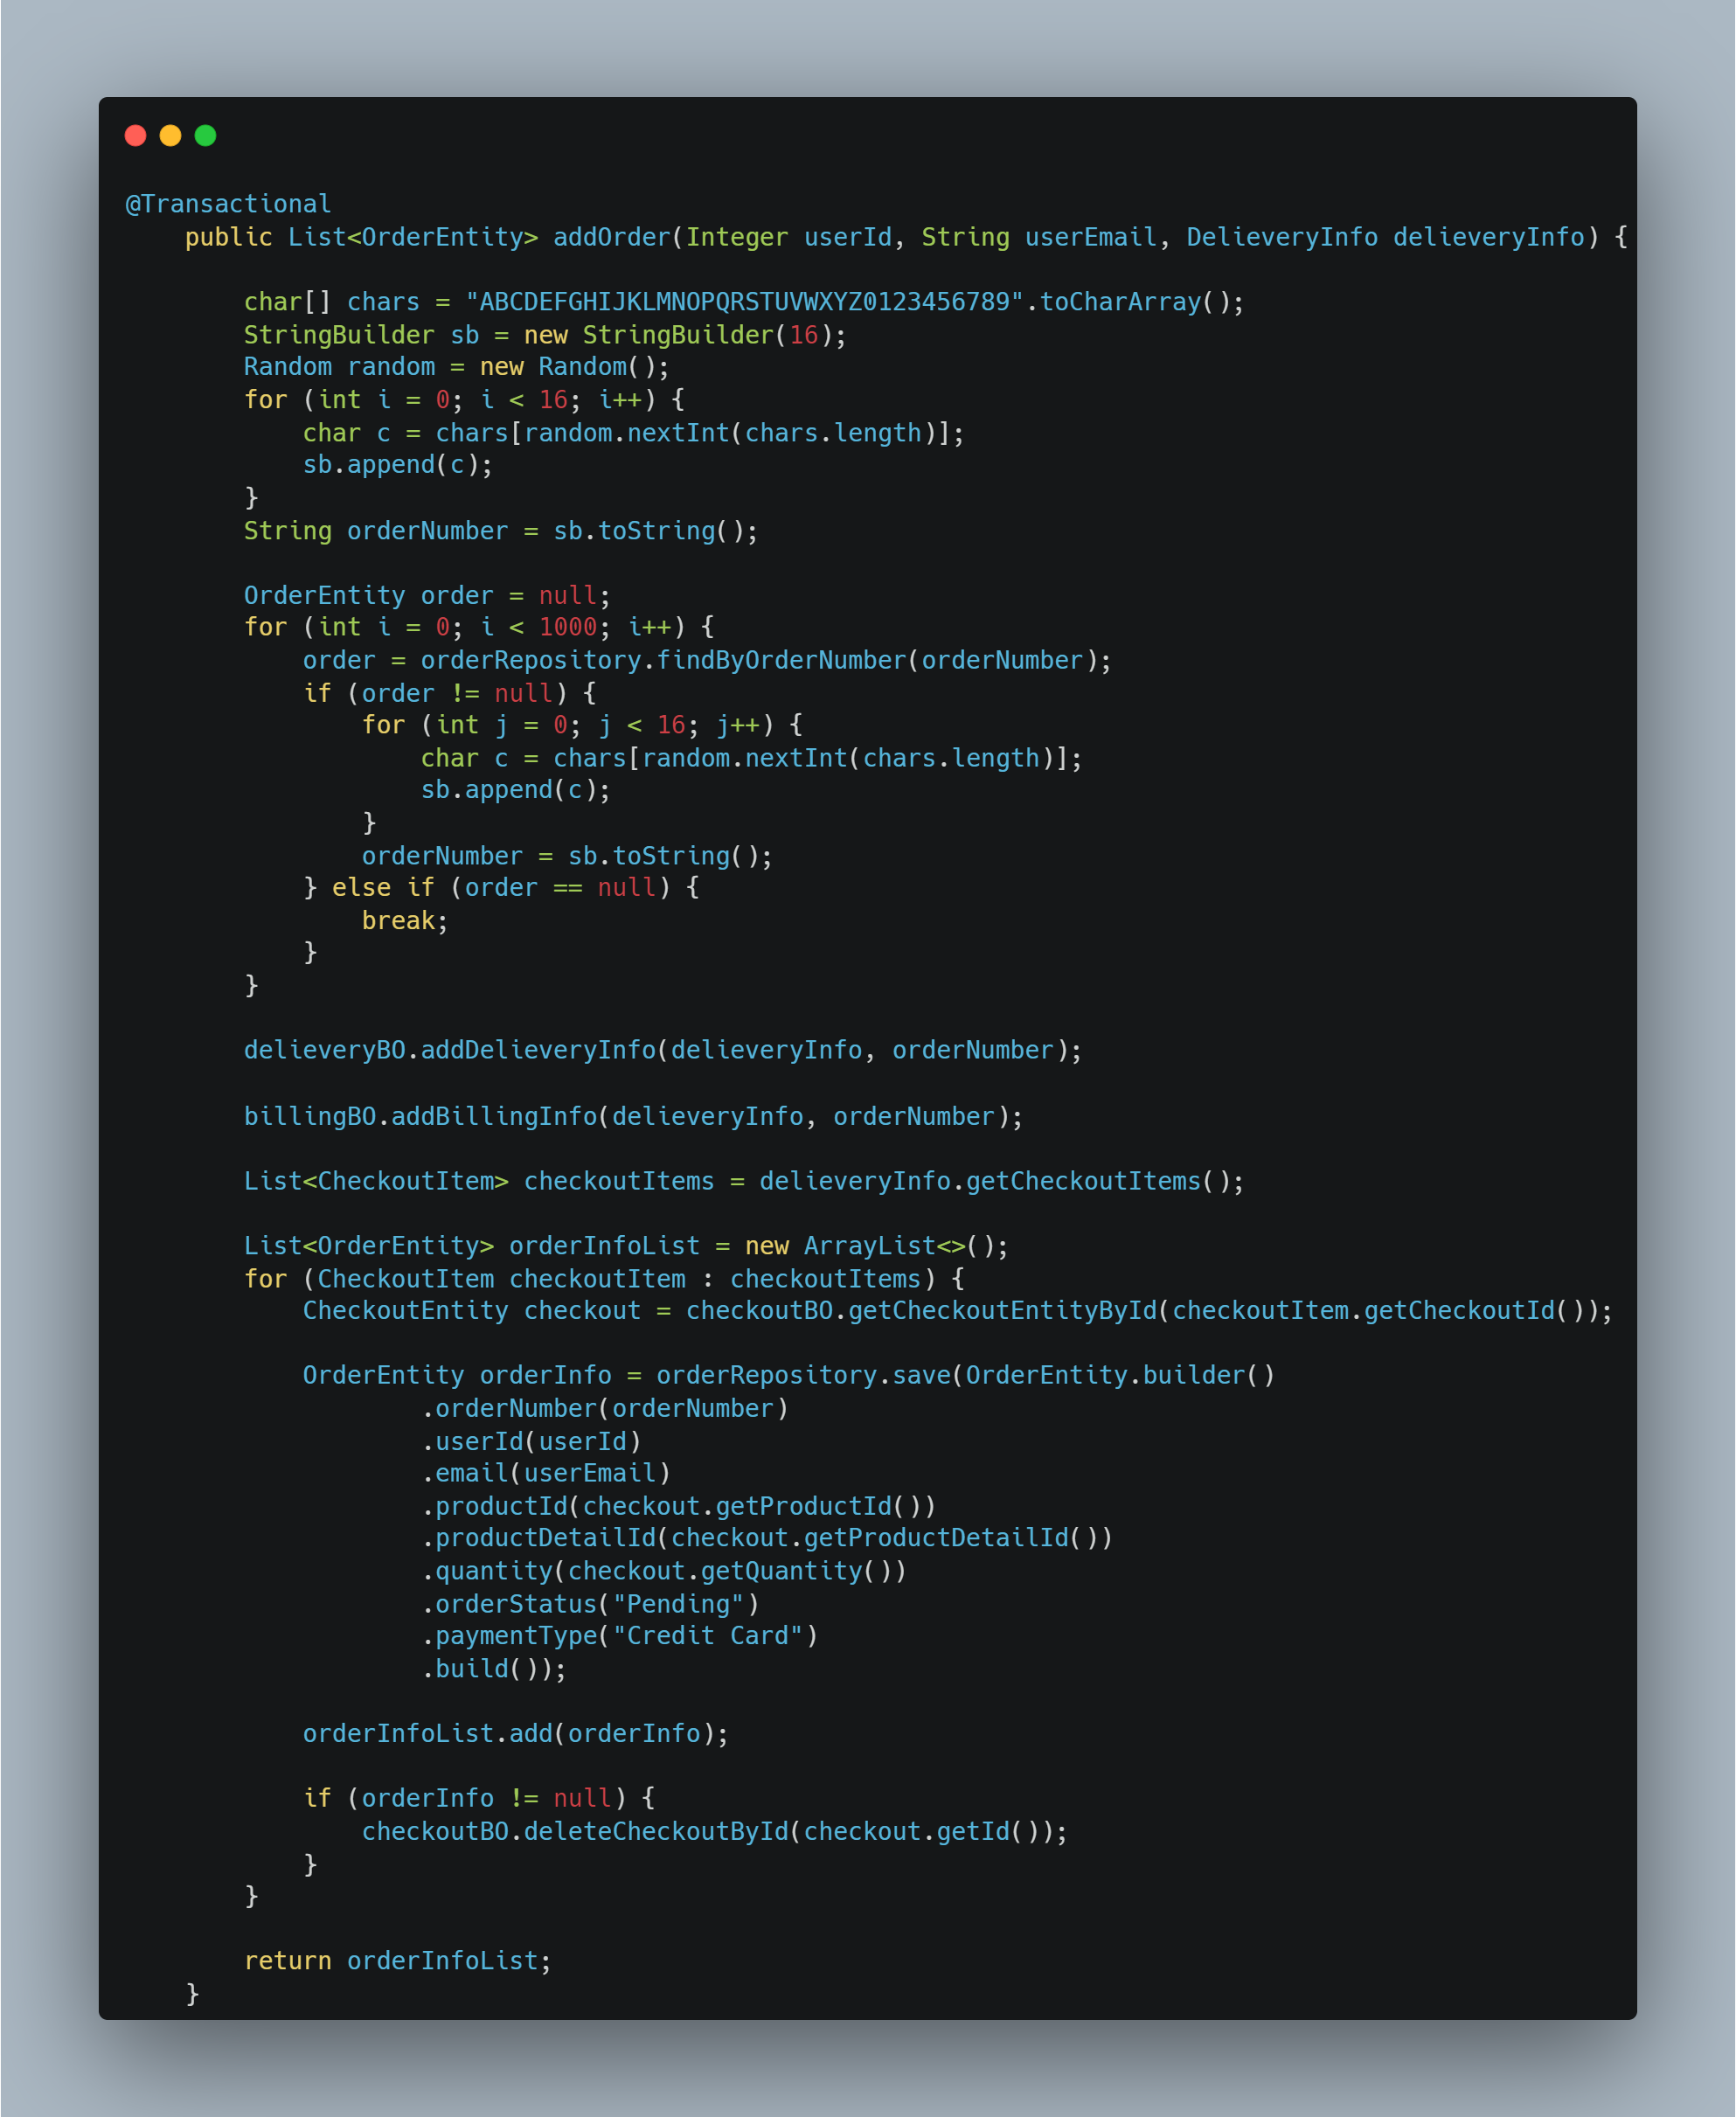 @Transactional
    public List<OrderEntity> addOrder(Integer userId, String userEmail, DelieveryInfo delieveryInfo) {

        char[] chars = "ABCDEFGHIJKLMNOPQRSTUVWXYZ0123456789".toCharArray();
        StringBuilder sb = new StringBuilder(16);
        Random random = new Random();
        for (int i = 0; i < 16; i++) {
            char c = chars[random.nextInt(chars.length)];
            sb.append(c);
        }
        String orderNumber = sb.toString();

        OrderEntity order = null;
        for (int i = 0; i < 1000; i++) {
            order = orderRepository.findByOrderNumber(orderNumber);
            if (order != null) {
                for (int j = 0; j < 16; j++) {
                    char c = chars[random.nextInt(chars.length)];
                    sb.append(c);
                }
                orderNumber = sb.toString();
            } else if (order == null) {
                break;
            }
        }

        delieveryBO.addDelieveryInfo(delieveryInfo, orderNumber);

        billingBO.addBillingInfo(delieveryInfo, orderNumber);

        List<CheckoutItem> checkoutItems = delieveryInfo.getCheckoutItems();

        List<OrderEntity> orderInfoList = new ArrayList<>();
        for (CheckoutItem checkoutItem : checkoutItems) {
            CheckoutEntity checkout = checkoutBO.getCheckoutEntityById(checkoutItem.getCheckoutId());

            OrderEntity orderInfo = orderRepository.save(OrderEntity.builder()
                    .orderNumber(orderNumber)
                    .userId(userId)
                    .email(userEmail)
                    .productId(checkout.getProductId())
                    .productDetailId(checkout.getProductDetailId())
                    .quantity(checkout.getQuantity())
                    .orderStatus("Pending")
                    .paymentType("Credit Card")
                    .build());

            orderInfoList.add(orderInfo);

            if (orderInfo != null) {
                checkoutBO.deleteCheckoutById(checkout.getId());
            }
        }

        return orderInfoList;
    }